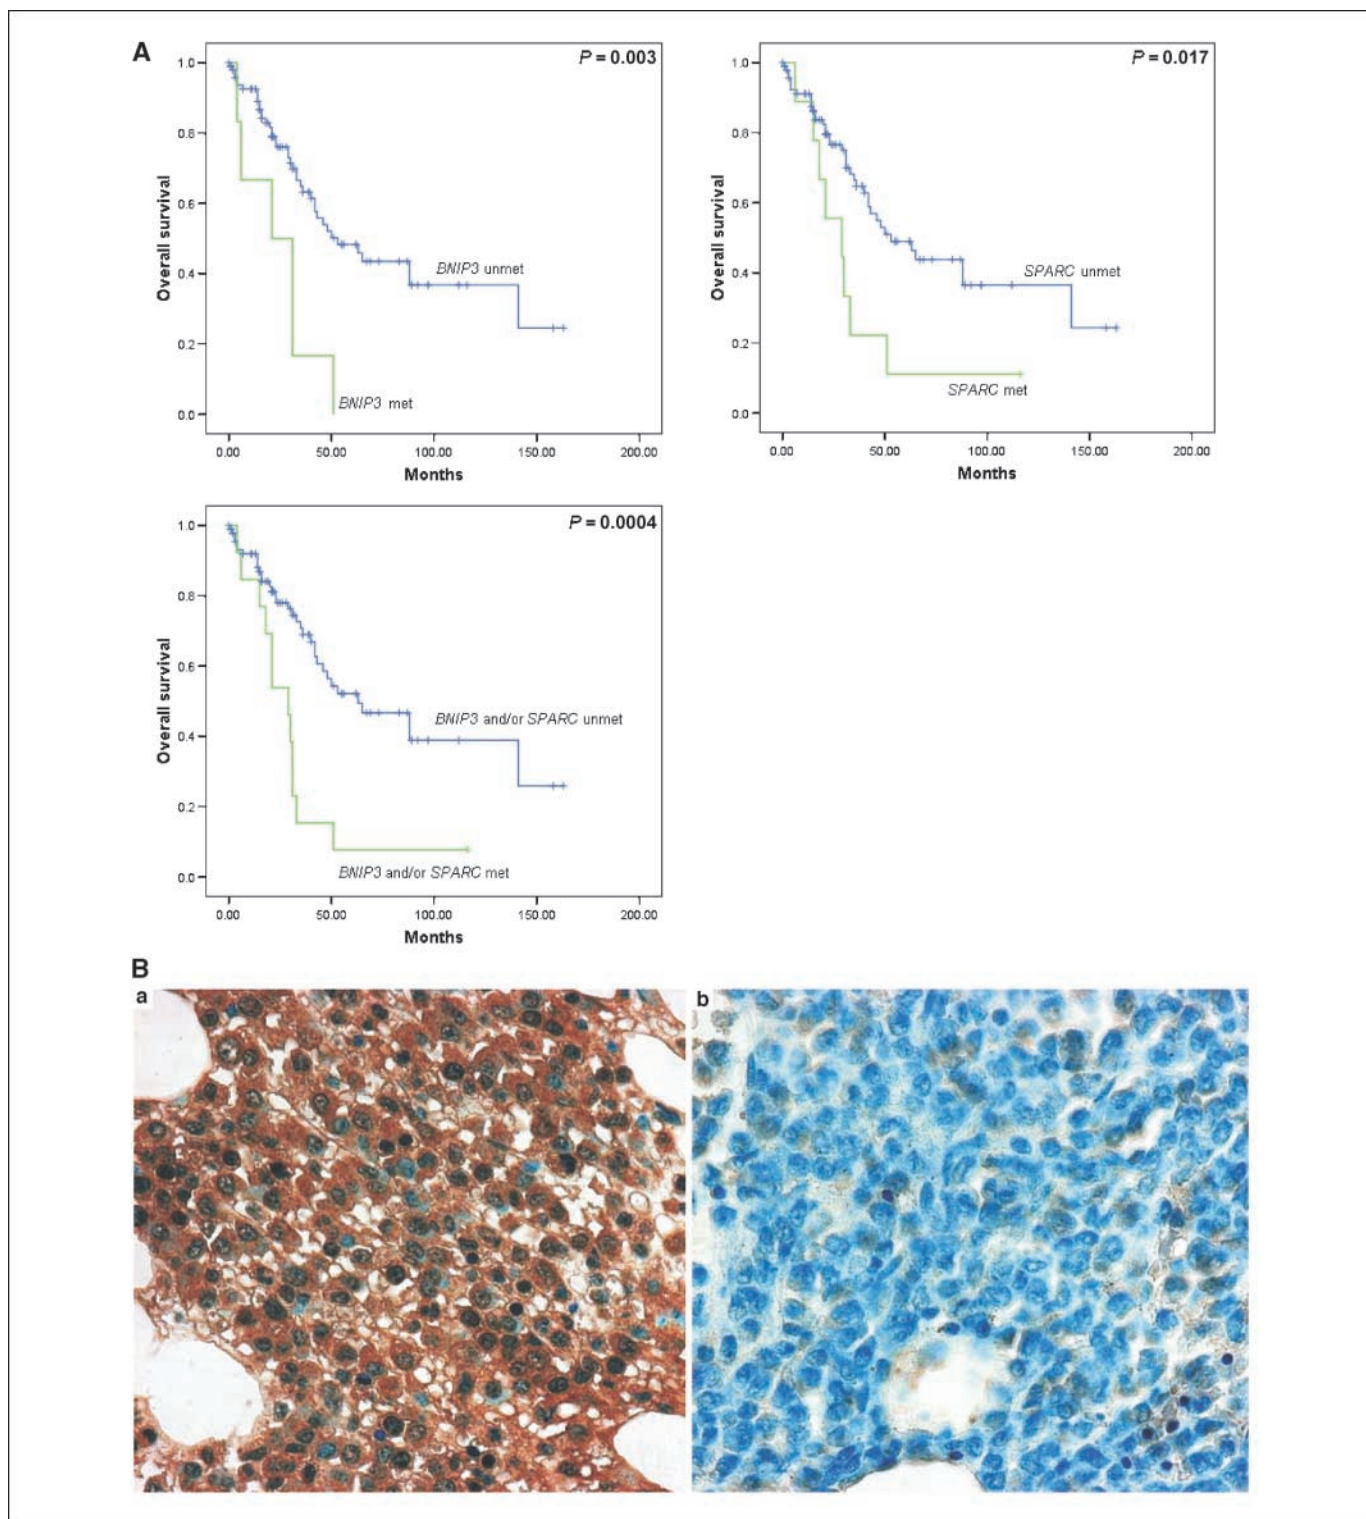 A
P = 0.003
1.0
0.8
0.6
0.4
0.2
0.0
Overall survival
BNIP3 unmet
BNIP3 met
0.00 50.00 100.00 150.00 200.00
Months
P = 0.017
1.0
0.8
0.6
0.4
0.2
0.0
Overall survival
SPARC unmet
SPARC met
0.00 50.00 100.00 150.00 200.00
Months
P = 0.0004
1.0
0.8
0.6
0.4
0.2
0.0
Overall survival
BNIP3 and/or SPARC unmet
BNIP3 and/or SPARC met
0.00 50.00 100.00 150.00 200.00
Months
B
a
b